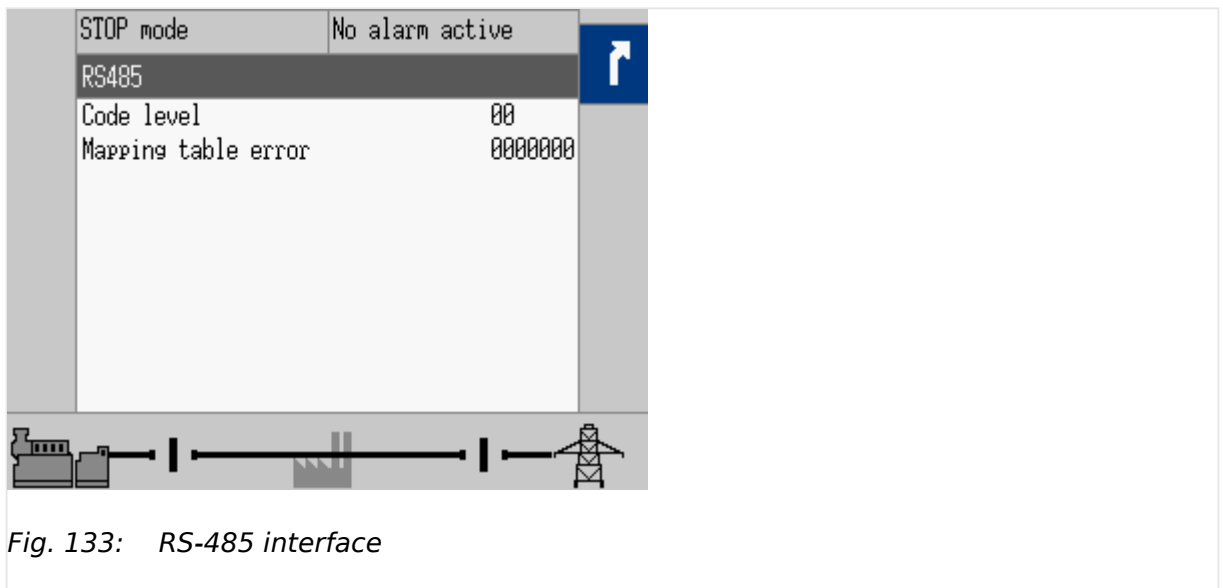 STOP mode No alarm active
RS485
Code level 00
Mapping table error 0000000
Fig. 133: RS-485 interface